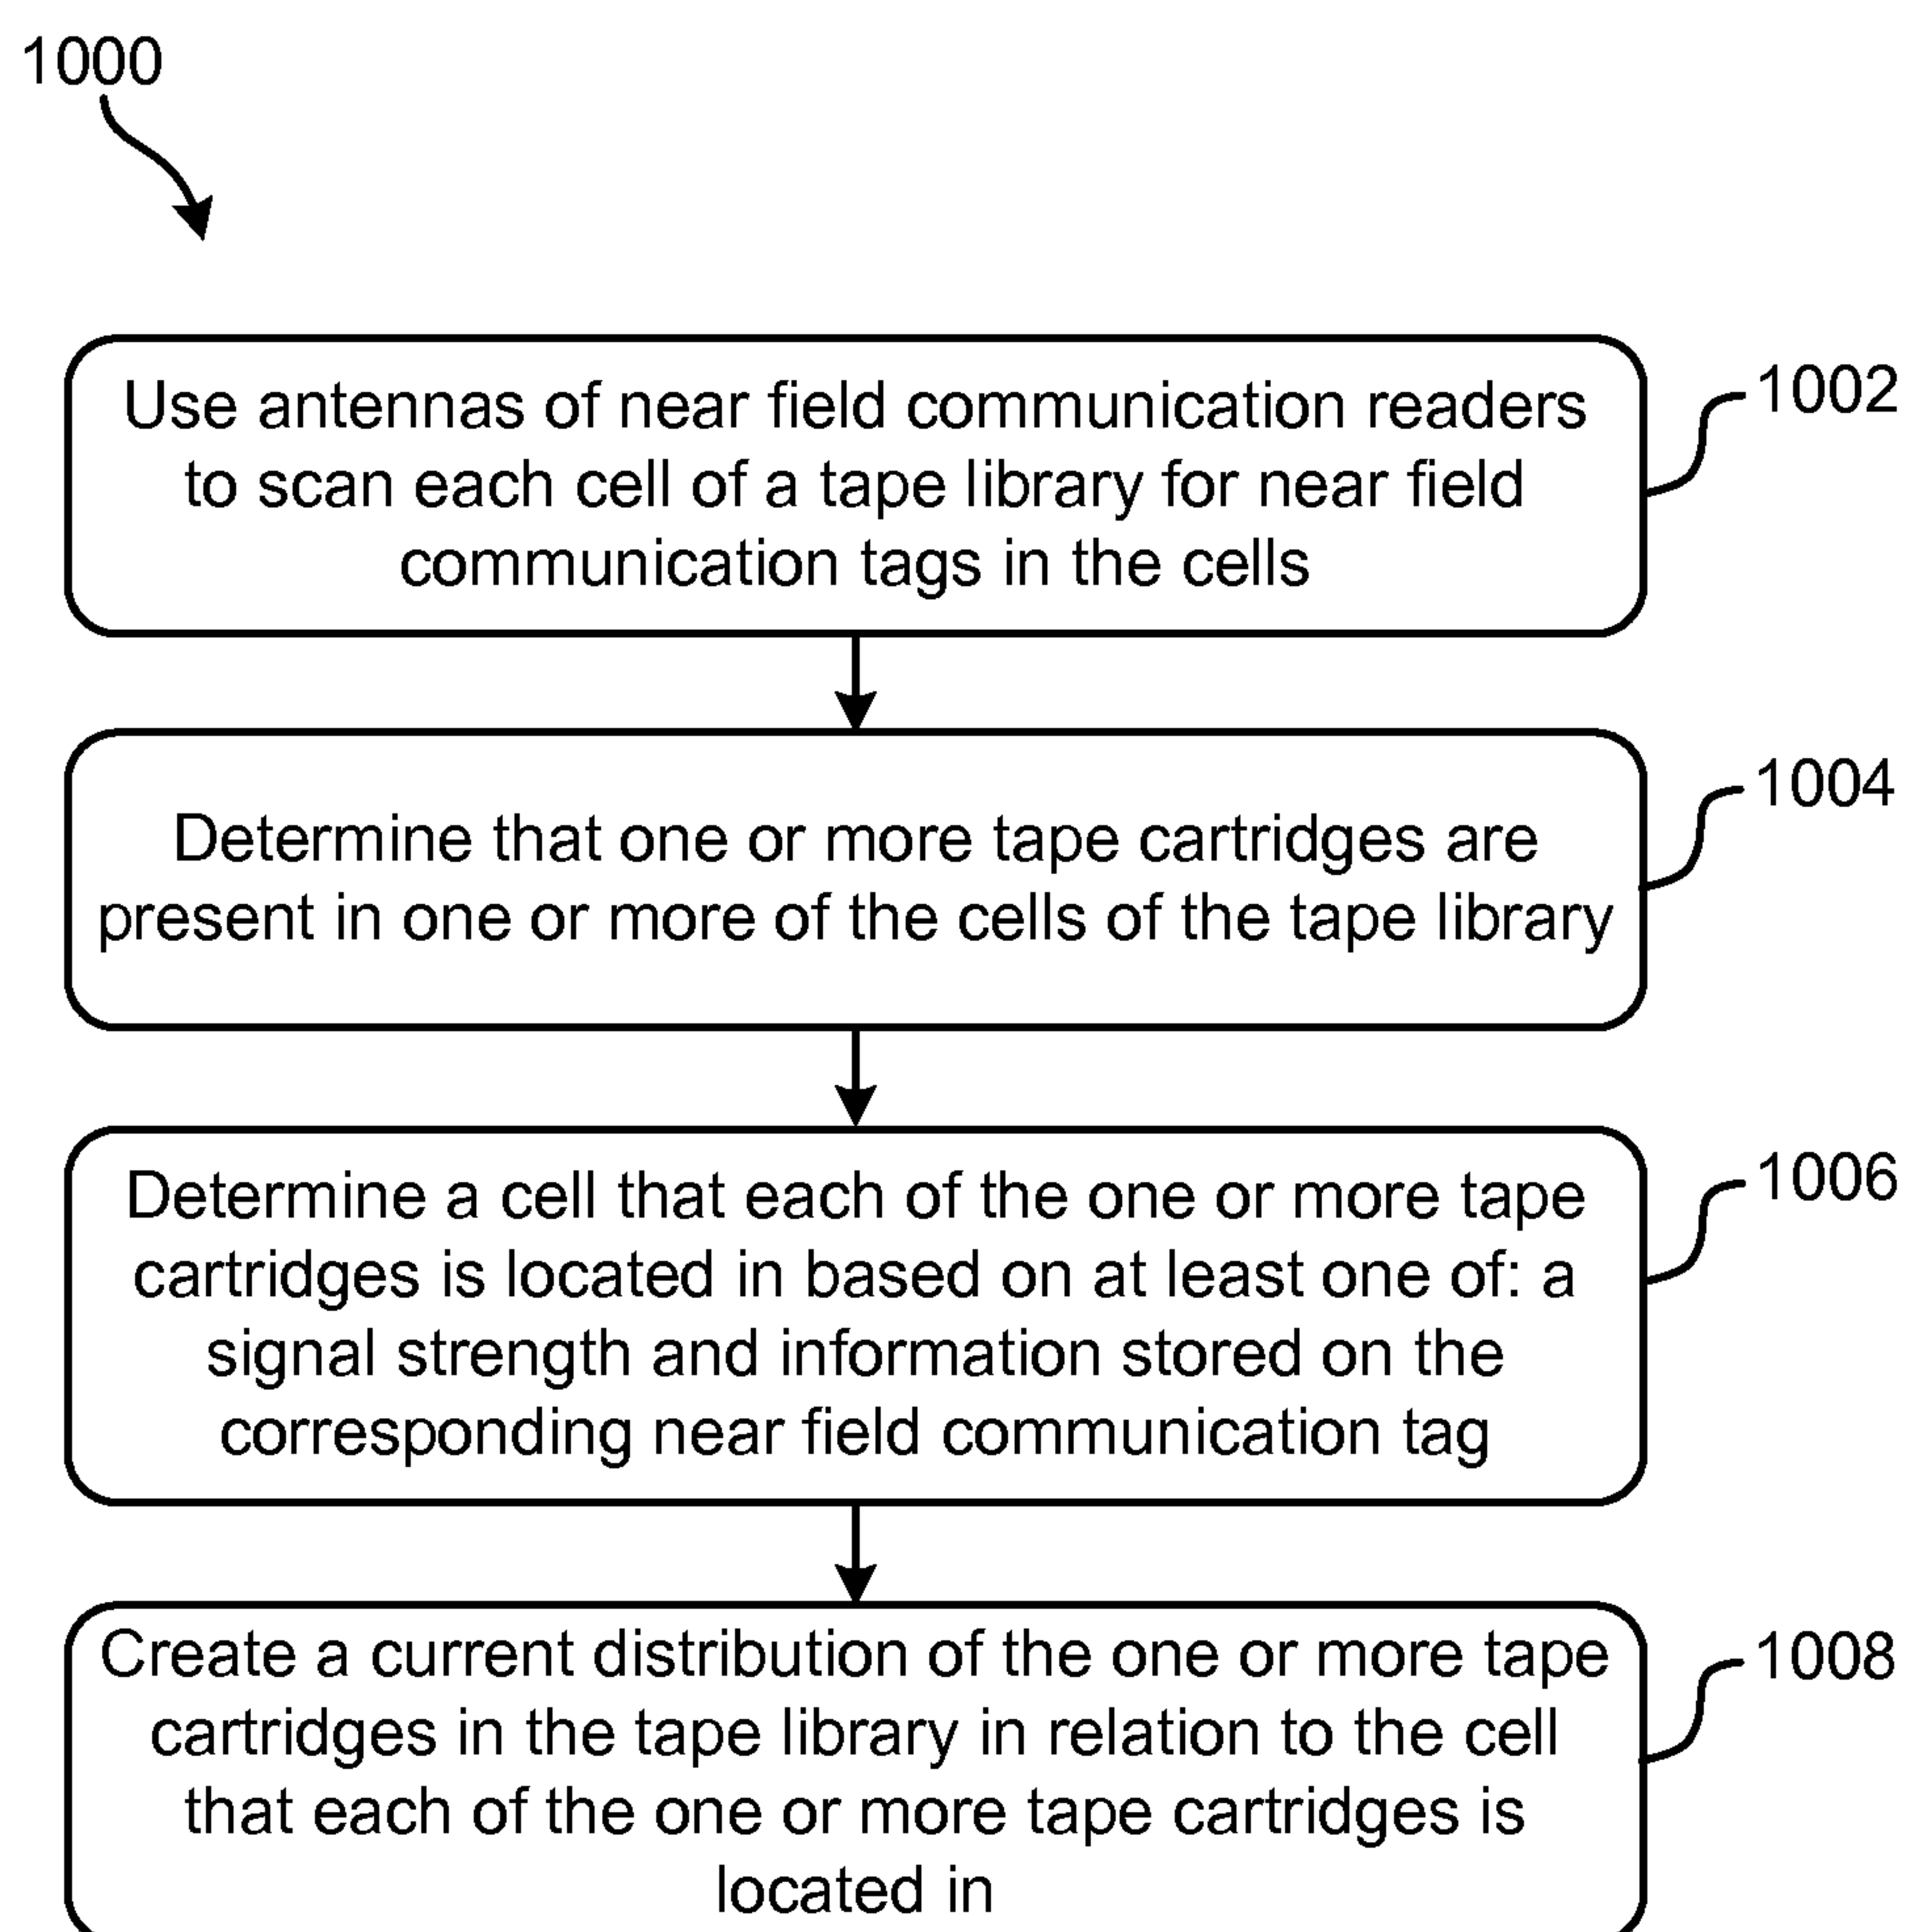 1000
Use antennas of near field communication readers
to scan each cell of a tape library for near field
communication tags in the cells
1002
Determine that one or more tape cartridges are
present in one or more of the cells of the tape library
1004
Determine a cell that each of the one or more tape
cartridges is located in based on at least one of: a
signal strength and information stored on the
corresponding near field communication tag
1006
Create a current distribution of the one or more tape
cartridges in the tape library in relation to the cell
that each of the one or more tape cartridges is
located in
1008